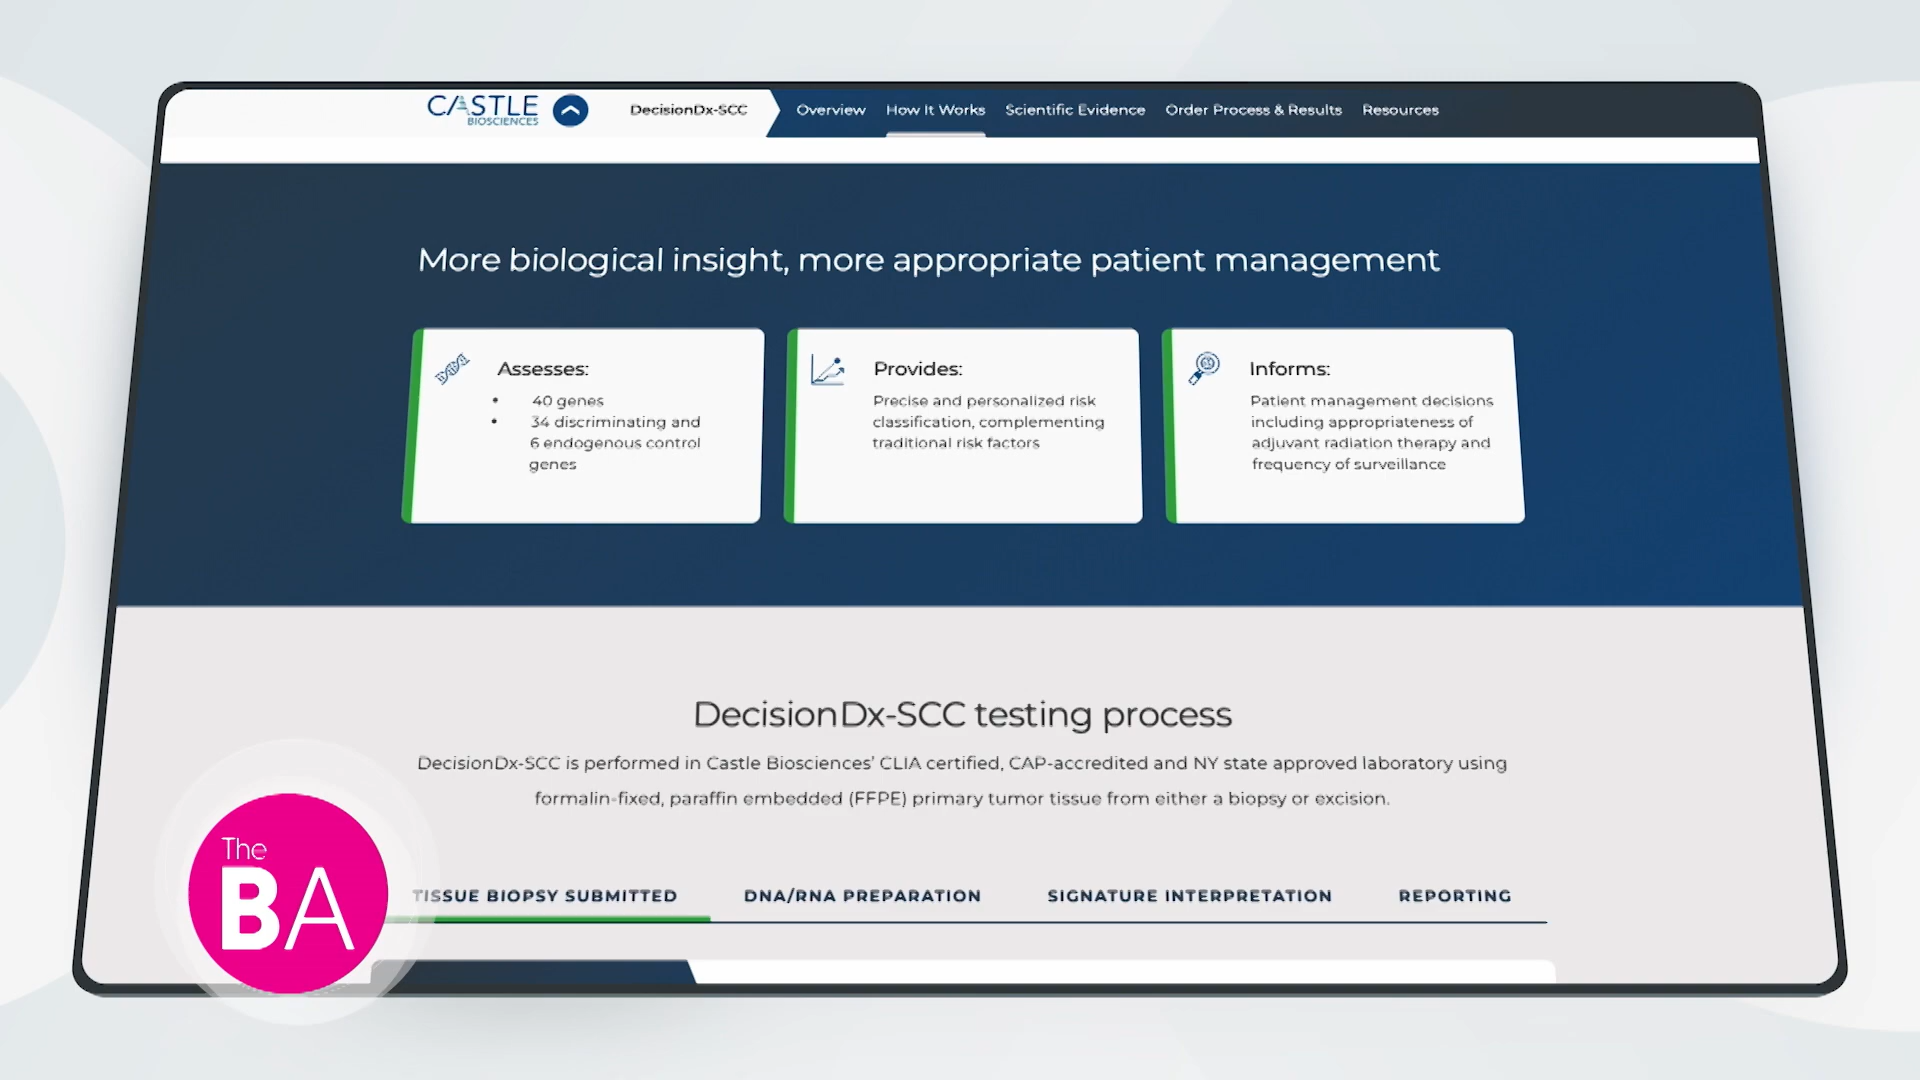 CASTLE
BIOSCIENCES
DecisionDx-SCC
Overview
How It Works
Scientific Evidence
Order Process & Results
Resources
More biological insight, more appropriate patient management
Assesses:
• 40 genes
• 34 discriminating and
6 endogenous control
genes
Provides:
Precise and personalized risk
classification, complementing
traditional risk factors
Informs:
Patient management decisions
including appropriateness of
adjuvant radiation therapy and
frequency of surveillance
DecisionDx-SCC testing process
DecisionDx-SCC is performed in Castle Biosciences’ CLIA certified, CAP-accredited and NY state approved laboratory using
formalin-fixed, paraffin embedded (FFPE) primary tumor tissue from either a biopsy or excision.
TISSUE BIOPSY SUBMITTED
DNA/RNA PREPARATION
SIGNATURE INTERPRETATION
REPORTING
The
BA